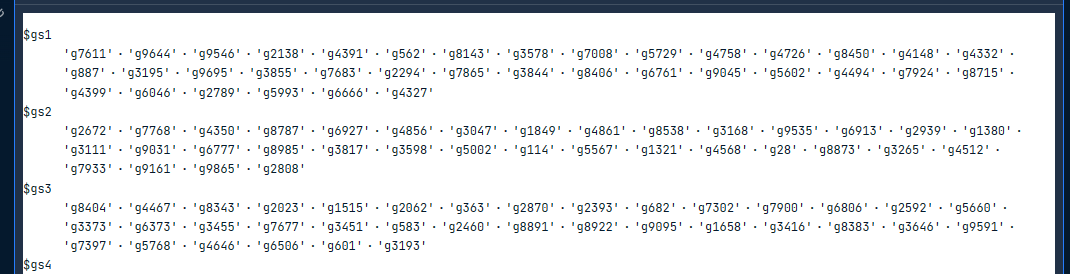 $gs1
'g7611' · 'g9644' · 'g9546' · 'g2138' · 'g4391' · 'g562' · 'g8143' · 'g3578' · 'g7008' · 'g5729' · 'g4758' · 'g4726' · 'g8450' · 'g4148' · 'g4332' ·
'g887' · 'g3195' · 'g9695' · 'g3855' · 'g7683' · 'g2294' · 'g7865' · 'g3844' · 'g8406' · 'g6761' · 'g9045' · 'g5602' · 'g4494' · 'g7924' · 'g8715' ·
'g4399' · 'g6046' · 'g2789' · 'g5993' · 'g6666' · 'g4327'
$gs2
'g2672' · 'g7768' · 'g4350' · 'g8787' · 'g6927' · 'g4856' · 'g3047' · 'g1849' · 'g4861' · 'g8538' · 'g3168' · 'g9535' · 'g6913' · 'g2939' · 'g1380' ·
'g3111' · 'g9031' · 'g6777' · 'g8985' · 'g3817' · 'g3598' · 'g5002' · 'g114' · 'g5567' · 'g1321' · 'g4568' · 'g28' · 'g8873' · 'g3265' · 'g4512' ·
'g7933' · 'g9161' · 'g9865' · 'g2808'
$gs3
'g8404' · 'g4467' · 'g8343' · 'g2023' · 'g1515' · 'g2062' · 'g363' · 'g2870' · 'g2393' · 'g682' · 'g7302' · 'g7900' · 'g6806' · 'g2592' · 'g5660' ·
'g3373' · 'g6373' · 'g3455' · 'g7677' · 'g3451' · 'g583' · 'g2460' · 'g8891' · 'g8922' · 'g9095' · 'g1658' · 'g3416' · 'g8383' · 'g3646' · 'g9591' ·
'g7397' · 'g5768' · 'g4646' · 'g6506' · 'g601' · 'g3193'
$gs4